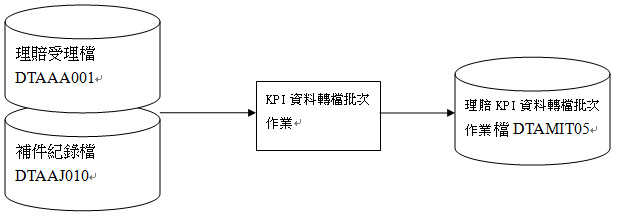 理賠受理檔
DTAAA001↵
補件紀錄檔
DTAAJ010↵
KPI 資料轉檔批次
作業↵
理賠 KPI 資料轉檔批次
作業檔 DTAMIT05↵